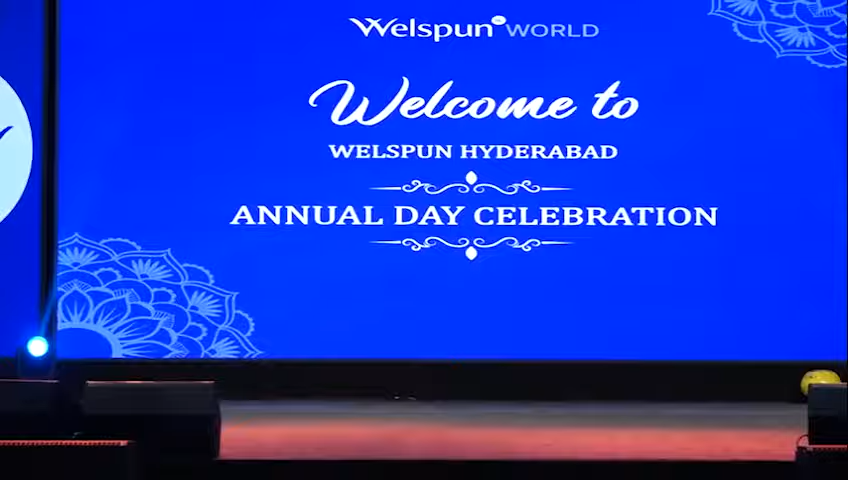 Welspun WORLD
Welcome to
WELSPUN HYDERABAD
ANNUAL DAY CELEBRATION